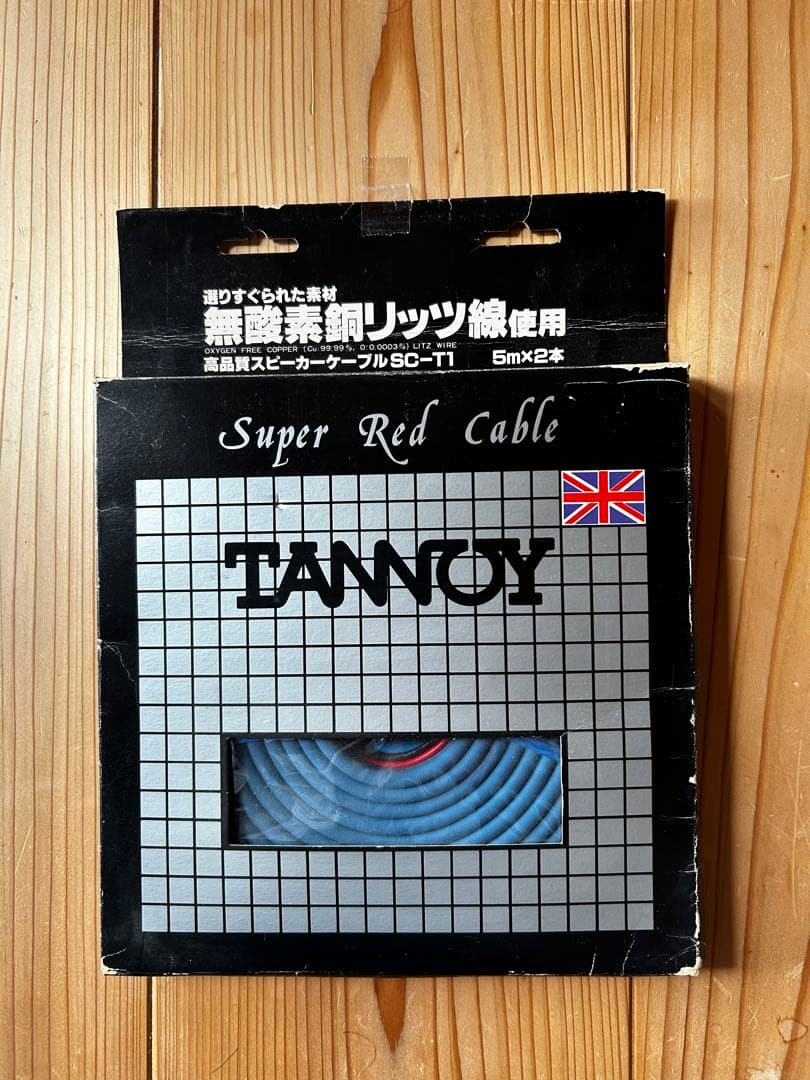 選りすぐられた素材
無酸素銅リッツ線使用
OXYGEN FREE COPPER (Cu:99.99%, O:0.0003%) LITZ WIRE
高品質スピーカーケーブルSC-T1 5m×2本
Super Red Cable
TANNOY